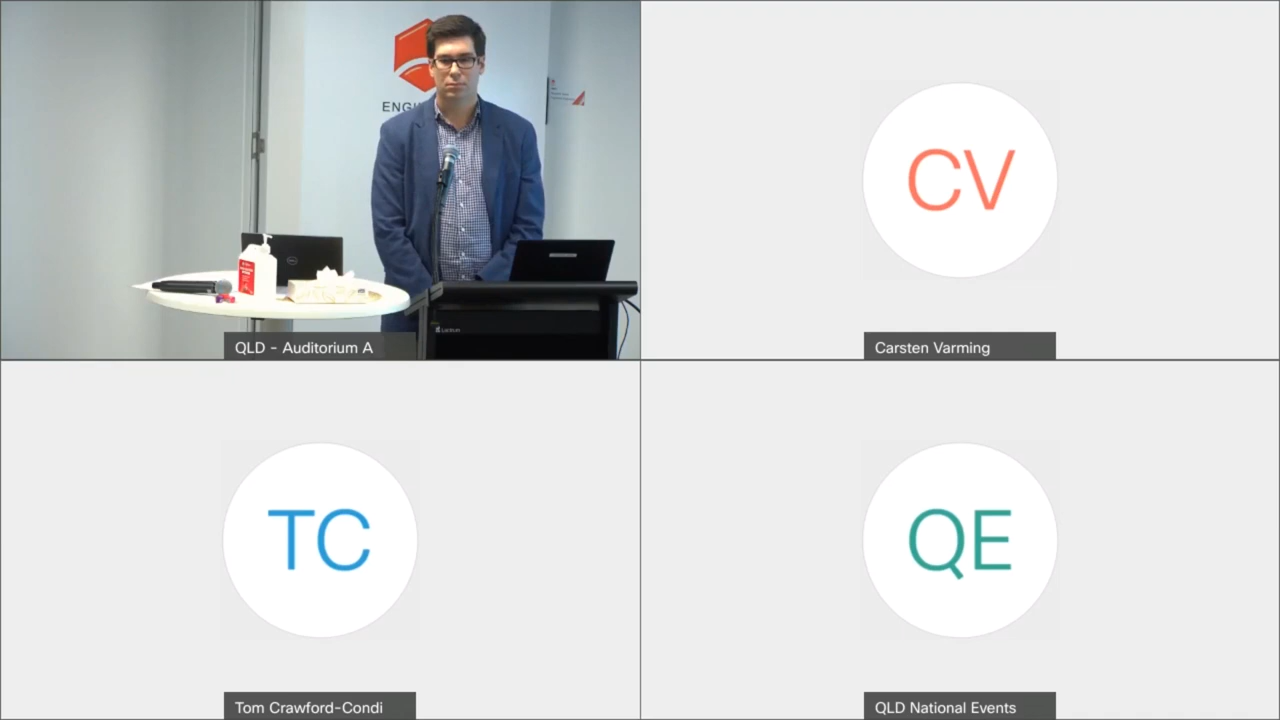 ENGI
CV
QLD - Auditorium A
Carsten Varming
TC
QE
Tom Crawford-Condi
QLD National Events